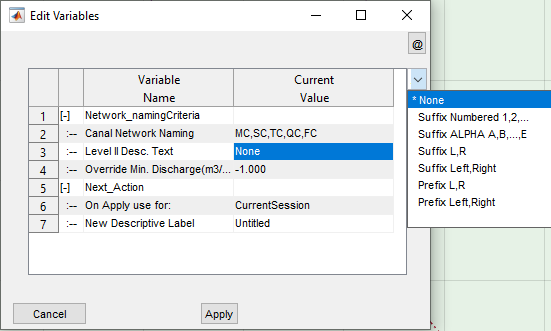 Edit Variables
@
Variable Name Current Value
1 [-] Network_namingCriteria
2 :-- Canal Network Naming MC,SC,TC,QC,FC
3 :-- Level II Desc. Text None
4 :-- Override Min. Discharge(m3/... -1.000
5 [-] Next_Action
6 :-- On Apply use for: CurrentSession
7 :-- New Descriptive Label Untitled
* None
Suffix Numbered 1,2,...
Suffix ALPHA A,B,...,E
Suffix L,R
Suffix Left,Right
Prefix L,R
Prefix Left,Right
Cancel Apply